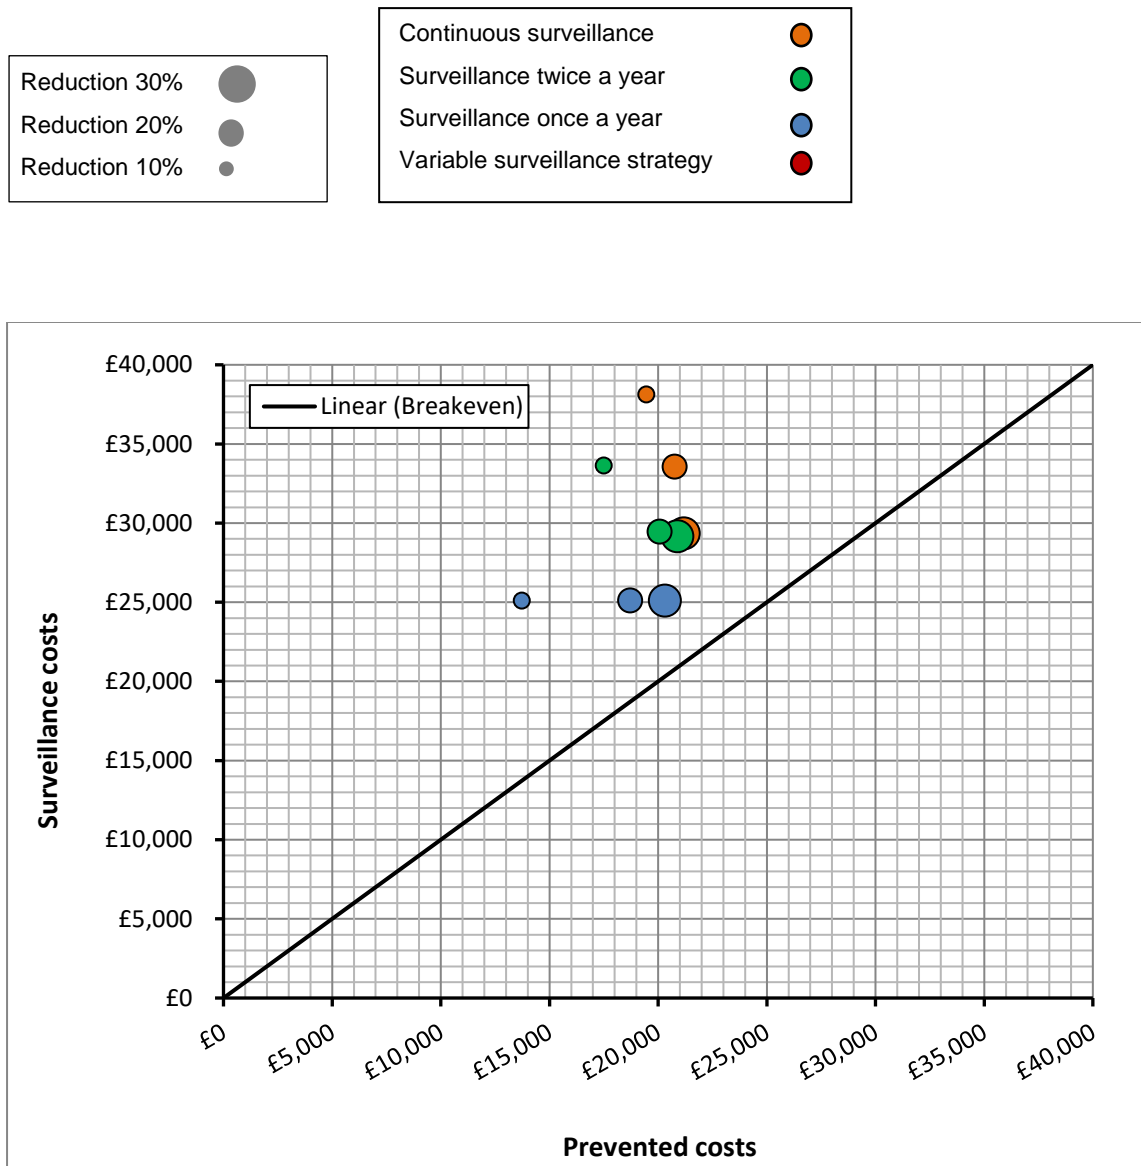 Reduction 30%
Reduction 20%
Reduction 10%
Continuous surveillance
Surveillance twice a year
Surveillance once a year
Variable surveillance strategy
Linear (Breakeven)
Surveillance costs
£40,000
£35,000
£30,000
£25,000
£20,000
£15,000
£10,000
£5,000
£0
£0
£5,000
£10,000
£15,000
£20,000
£25,000
£30,000
£35,000
£40,000
Prevented costs